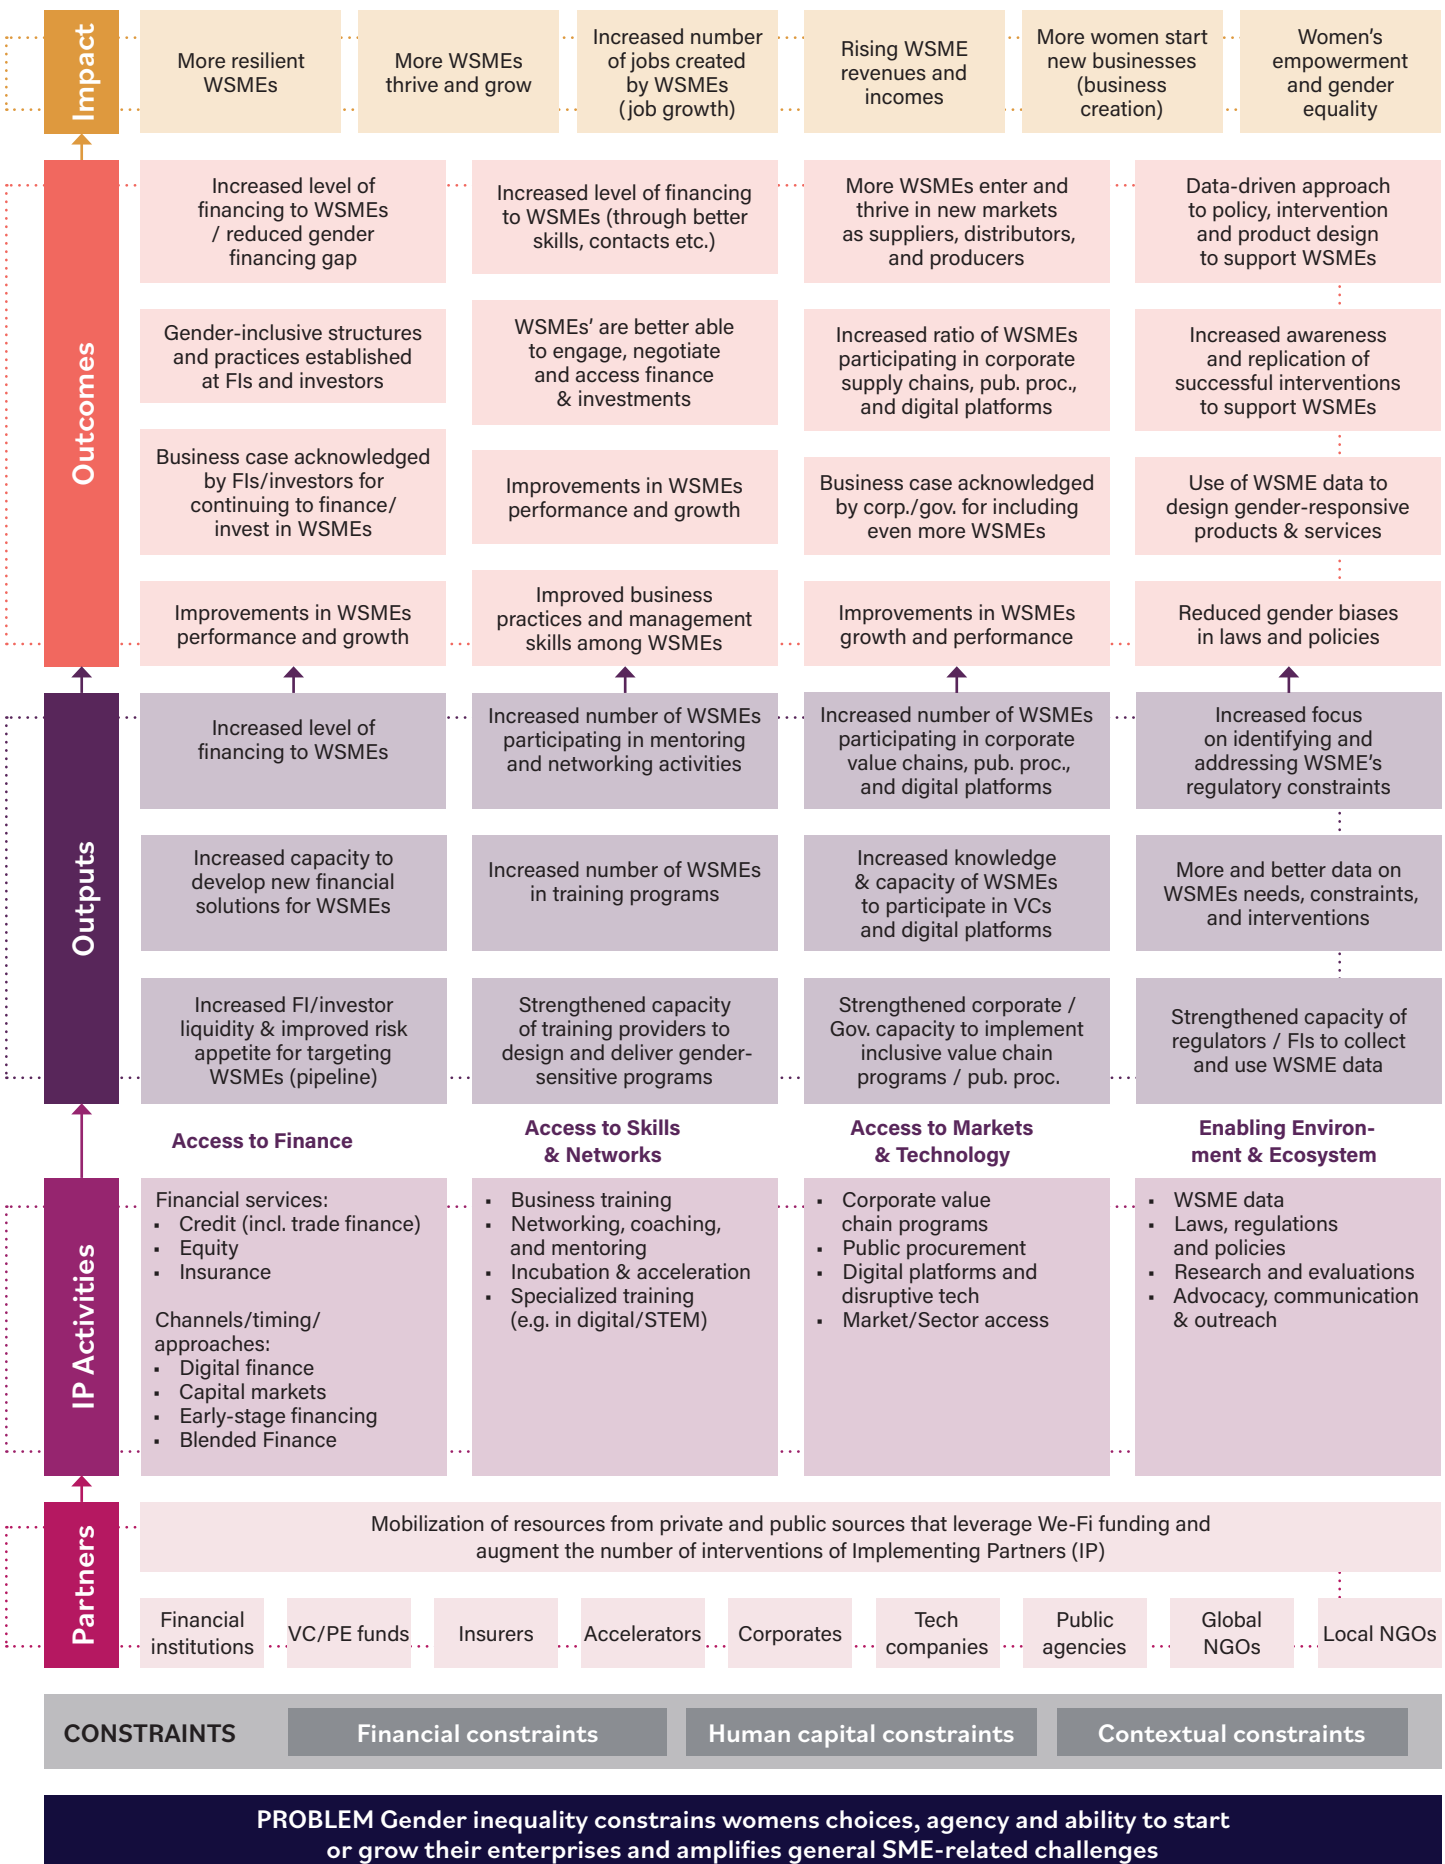 Impact
More resilient
WSMEs
More WSMEs
thrive and grow
Increased number
of jobs created
by WSMEs
(job growth)
Rising WSME
revenues and
incomes
More women start
new businesses
(business
creation)
Women's
empowerment
and gender
equality
Outcomes
Increased level of
financing to WSMEs
/ reduced gender
financing gap
Gender-inclusive structures
and practices established
at FIs and investors
Business case acknowledged
by FIs/investors for
continuing to finance/
invest in WSMEs
Improvements in WSMEs
performance and growth
Increased level of financing
to WSMEs (through better
skills, contacts etc.)
WSMEs' are better able
to engage, negotiate
and access finance
& investments
Improvements in WSMEs
performance and growth
Improved business
practices and management
skills among WSMEs
More WSMEs enter and
thrive in new markets
as suppliers, distributors,
and producers
Increased ratio of WSMEs
participating in corporate
supply chains, pub. proc.,
and digital platforms
Business case acknowledged
by corp./gov. for including
even more WSMEs
Improvements in WSMEs
growth and performance
Data-driven approach
to policy, intervention
and product design
to support WSMEs
Increased awareness
and replication of
successful interventions
to support WSMEs
Use of WSME data to
design gender-responsive
products & services
Reduced gender biases
in laws and policies
Outputs
Increased level of
financing to WSMEs
Increased capacity to
develop new financial
solutions for WSMEs
Increased FI/investor
liquidity & improved risk
appetite for targeting
WSMEs (pipeline)
Increased number of WSMEs
participating in mentoring
and networking activities
Increased number of WSMEs
in training programs
Strengthened capacity
of training providers to
design and deliver gender-
sensitive programs
Increased number of WSMEs
participating in corporate
value chains, pub. proc.,
and digital platforms
Increased knowledge
& capacity of WSMEs
to participate in VCs
and digital platforms
Strengthened corporate /
Gov. capacity to implement
inclusive value chain
programs / pub. proc.
Increased focus
on identifying and
addressing WSME's
regulatory constraints
More and better data on
WSMEs needs, constraints,
and interventions
Strengthened capacity of
regulators / FIs to collect
and use WSME data
Access to Finance
Access to Skills
& Networks
Access to Markets
& Technology
Enabling Environ-
ment & Ecosystem
IP Activities
Financial services:
▪ Credit (incl. trade finance)
▪ Equity
▪ Insurance
Channels/timing/
approaches:
▪ Digital finance
▪ Capital markets
▪ Early-stage financing
▪ Blended Finance
▪ Business training
▪ Networking, coaching,
and mentoring
▪ Incubation & acceleration
▪ Specialized training
(e.g. in digital/STEM)
▪ Corporate value
chain programs
▪ Public procurement
▪ Digital platforms and
disruptive tech
▪ Market/Sector access
▪ WSME data
▪ Laws, regulations
and policies
▪ Research and evaluations
▪ Advocacy, communication
& outreach
Partners
Mobilization of resources from private and public sources that leverage We-Fi funding and
augment the number of interventions of Implementing Partners (IP)
Financial
institutions
VC/PE funds
Insurers
Accelerators
Corporates
Tech
companies
Public
agencies
Global
NGOs
Local NGOs
CONSTRAINTS
Financial constraints
Human capital constraints
Contextual constraints
PROBLEM Gender inequality constrains womens choices, agency and ability to start
or grow their enterprises and amplifies general SME-related challenges